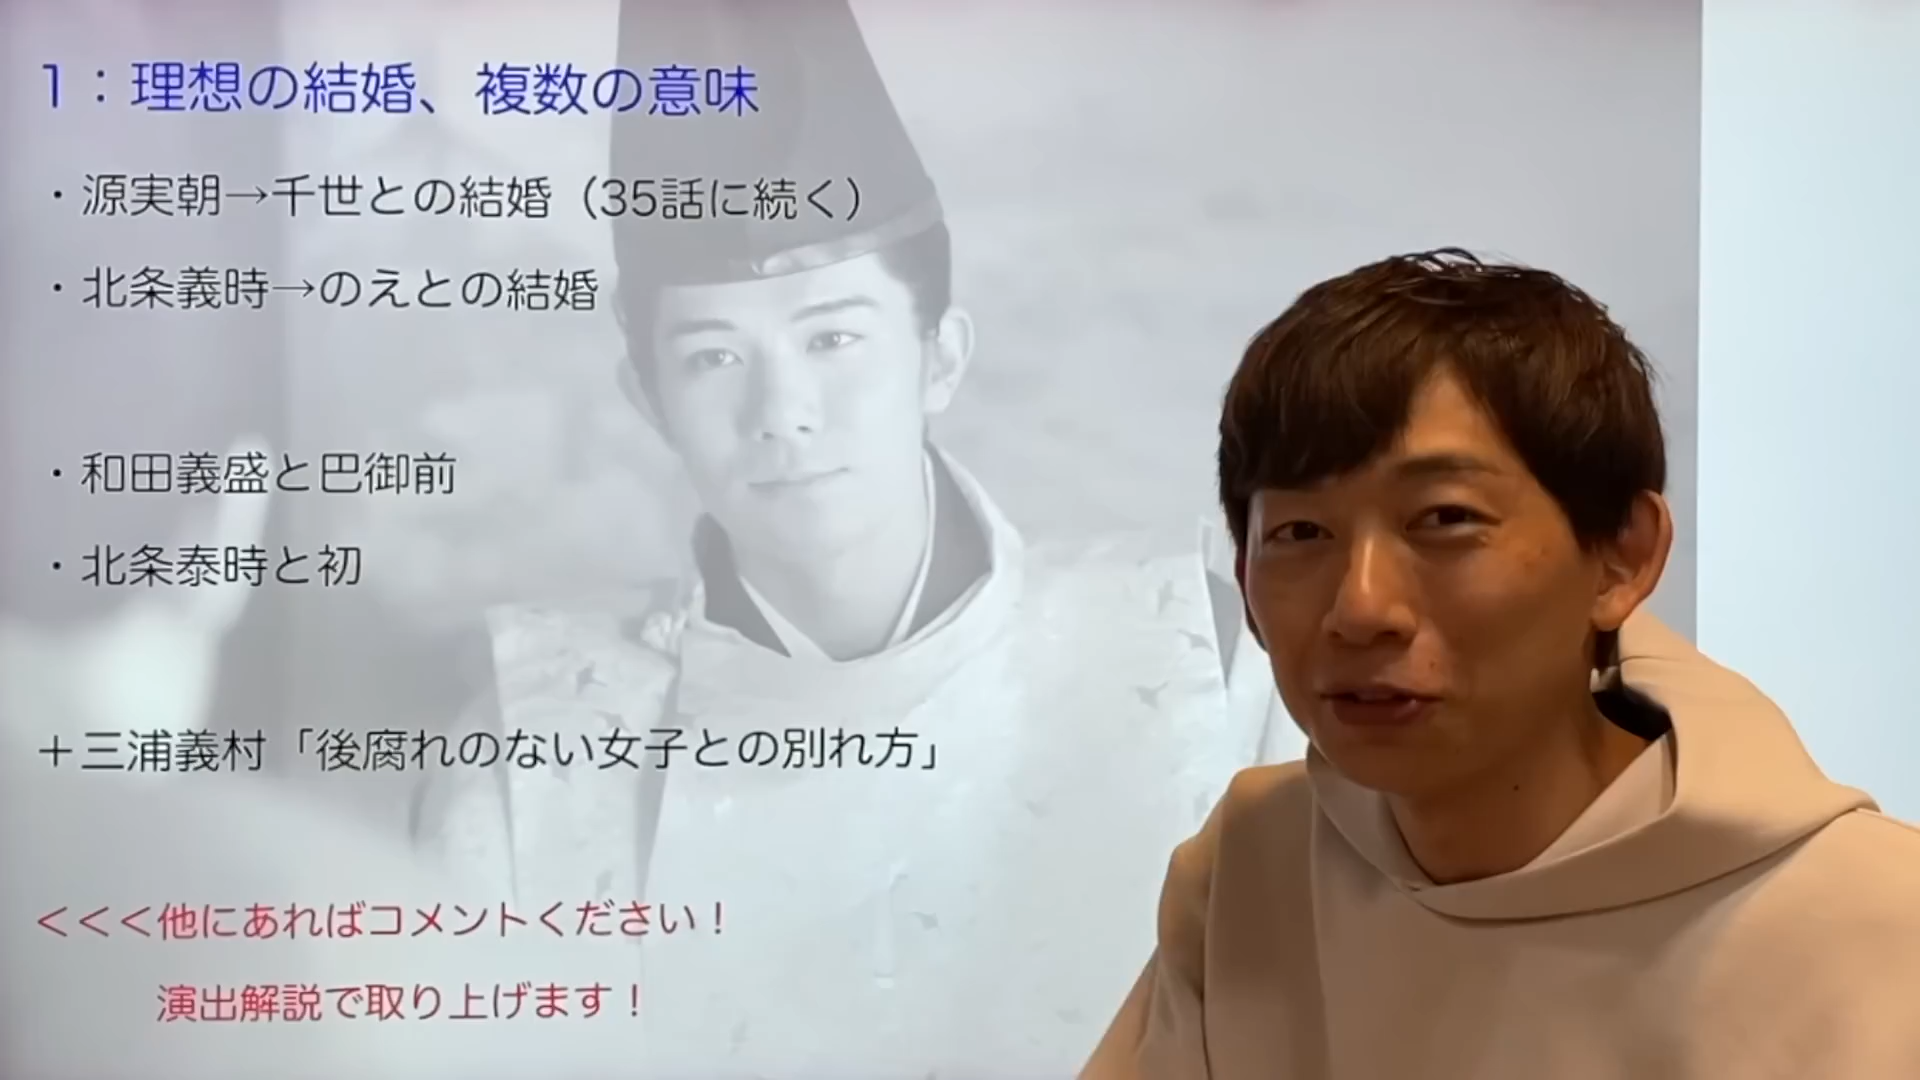 1：理想の結婚、複数の意味
・源実朝→千世との結婚（35話に続く）
・北条義時→のえとの結婚
・和田義盛と巴御前
・北条泰時と初
＋三浦義村「後腐れのない女子との別れ方」
＜＜＜他にあればコメントください！
演出解説で取り上げます！